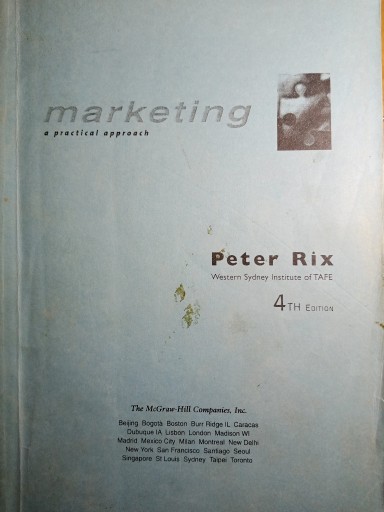 marketing
a practical approach
Peter Rix
Western Sydney Institute of TAFE
4TH EDITION
The McGraw-Hill Companies, Inc.
Beijing Bogotà Boston Burr Ridge IL Caracas
Dubuque IA Lisbon London Madison WI
Madrid Mexico City Milan Montreal New Delhi
New York San Francisco Santiago Seoul
Singapore St Louis Sydney Taipei Toronto